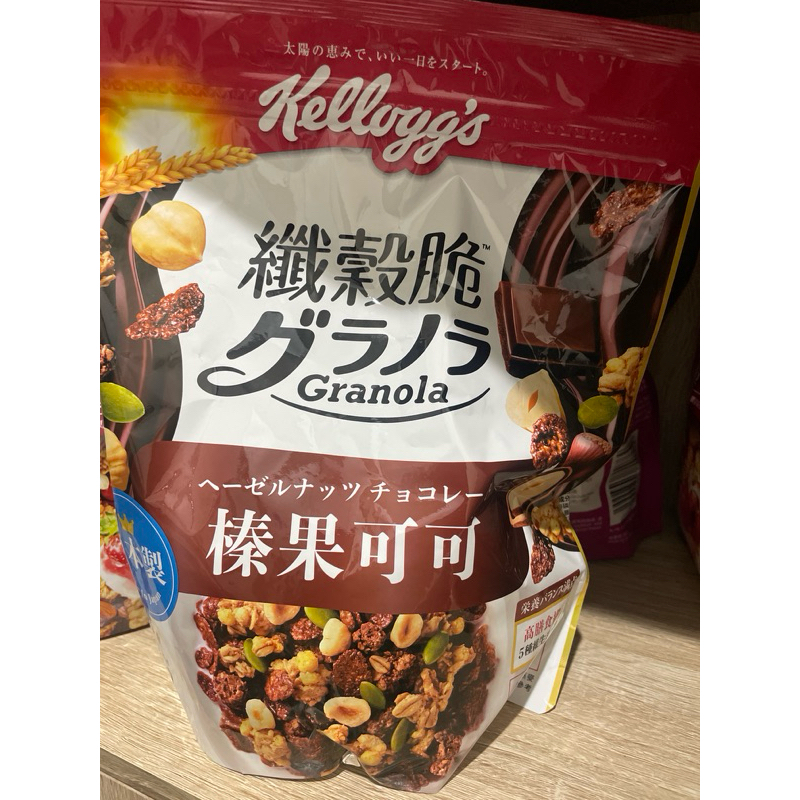 太陽の恵みで、いい一日をスタート。
Kellogg's
纖穀脆™
グラノラ
Granola
ヘーゼルナッツ チョコレー
榛果可可
本製
栄養バランス
高膳食
5種